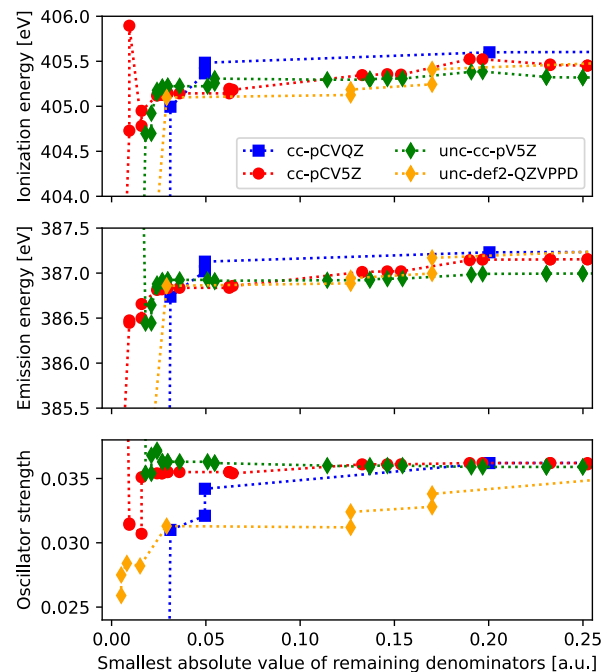 Ionization energy [eV]
406.0
405.5
405.0
404.5
404.0
cc-pCVQZ
cc-pCV5Z
unc-cc-pV5Z
unc-def2-QZVPPD
Emission energy [eV]
387.5
387.0
386.5
386.0
385.5
Oscillator strength
0.035
0.030
0.025
0.00 0.05 0.10 0.15 0.20 0.25
Smallest absolute value of remaining denominators [a.u.]